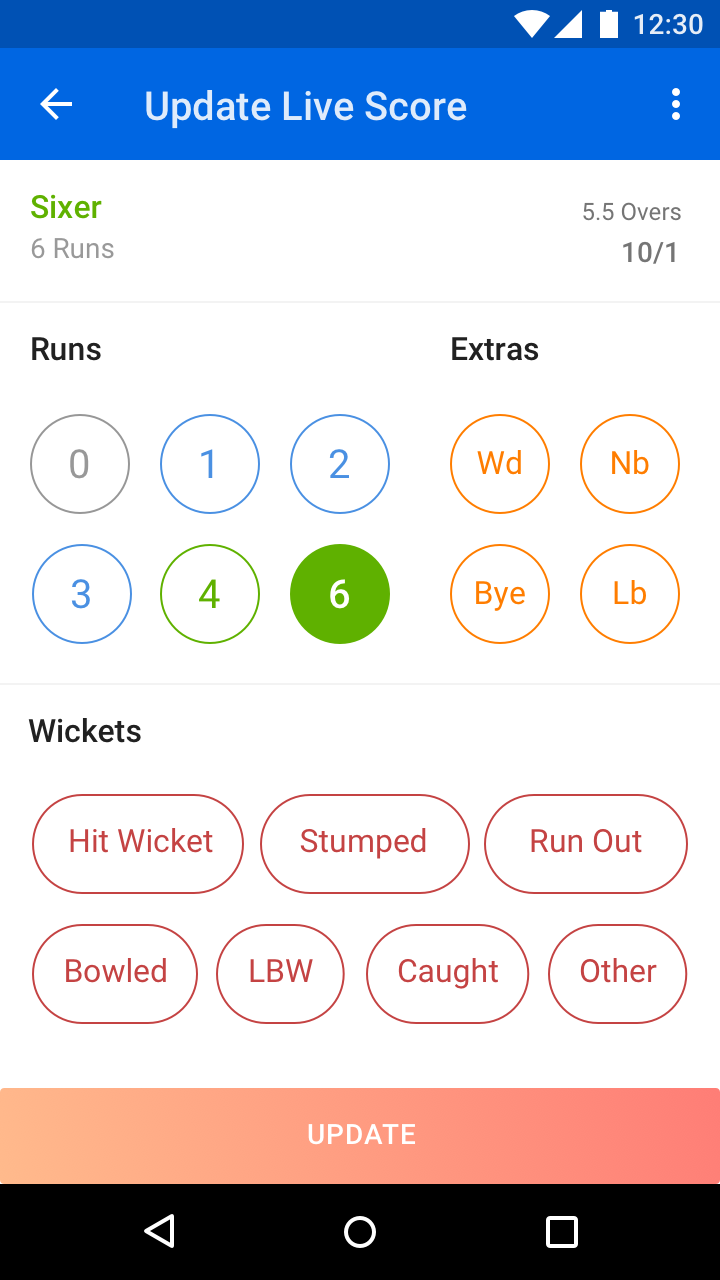 12:30
Update Live Score
Sixer
5.5 Overs
6 Runs
10/1
Runs
Extras
0 1 2 Wd Nb
3 4 6 Bye Lb
Wickets
Hit Wicket Stumped Run Out
Bowled LBW Caught Other
UPDATE